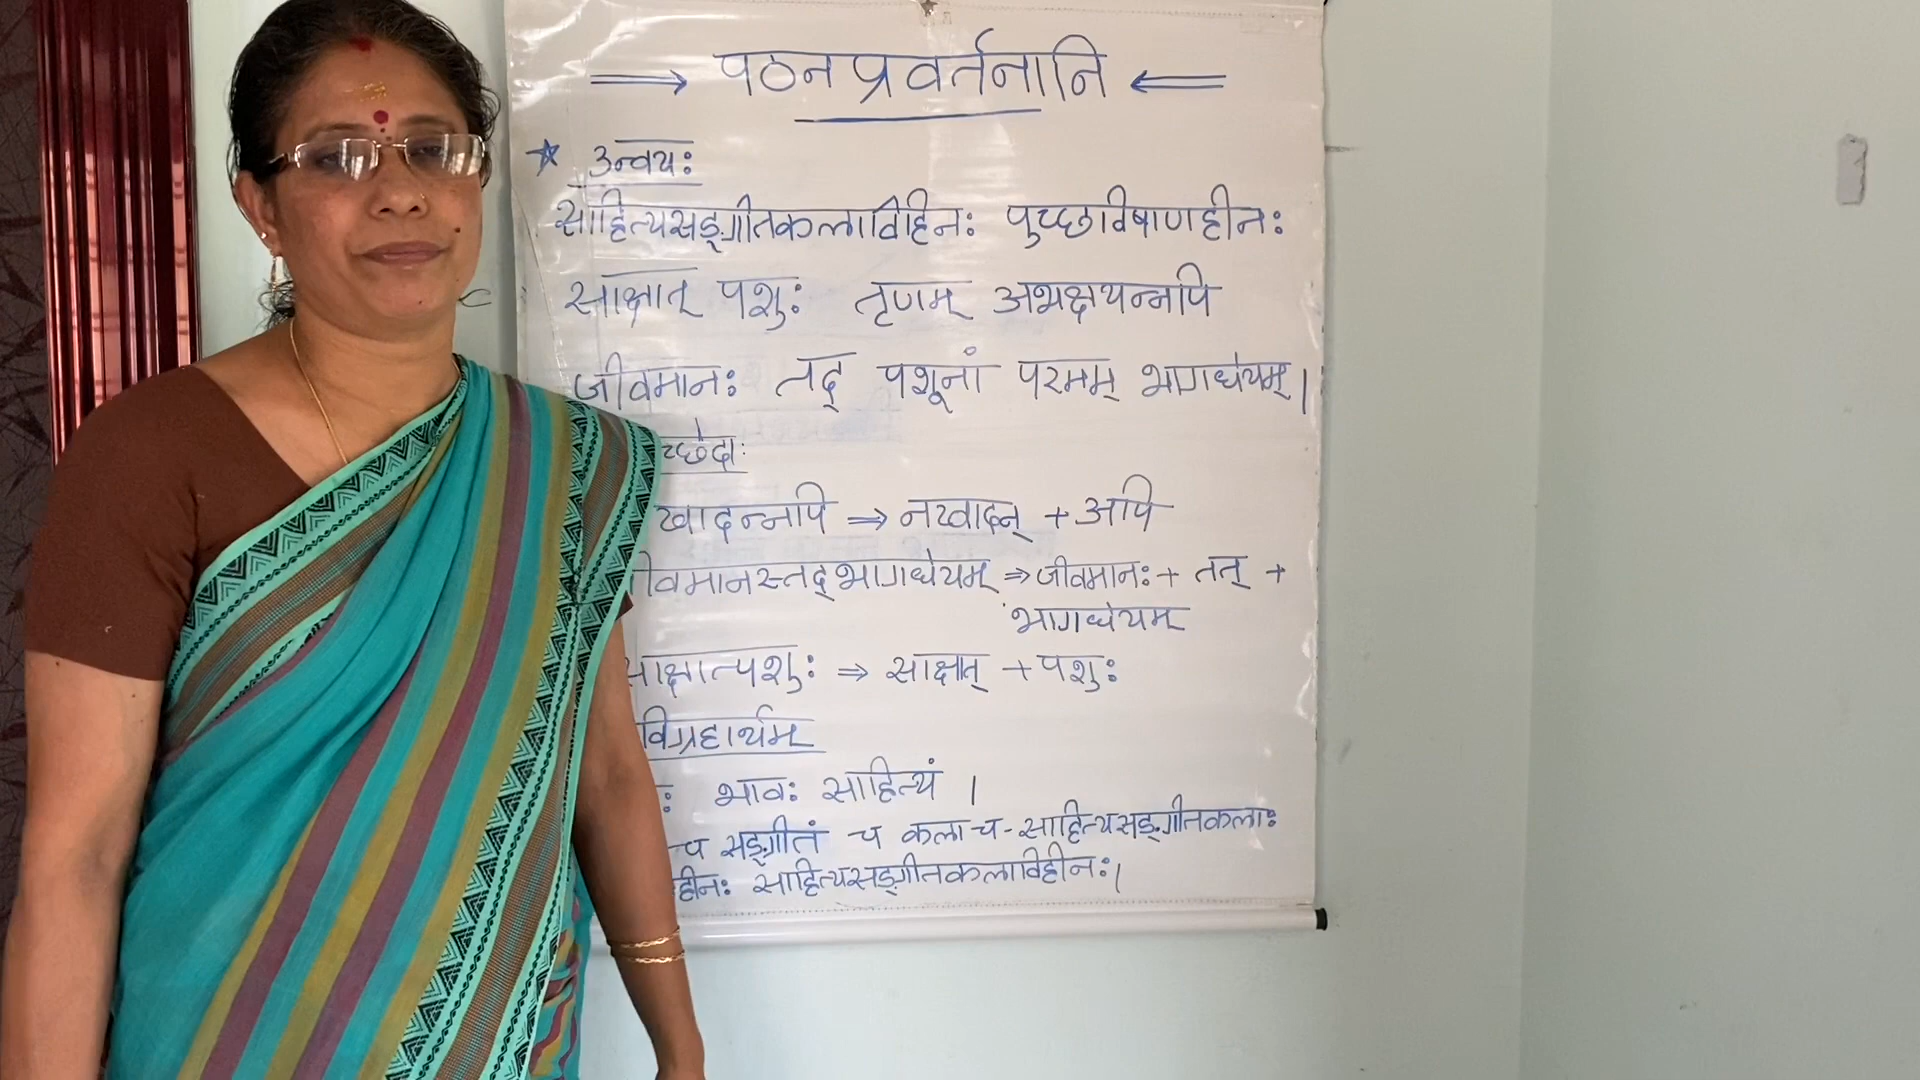 ⇒ पठनप्रवर्तनानि ⇐
★ अन्वयः
साहित्यसङ्गीतकलाविहिनः पुच्छविषाणहीनः
साक्षात् पशुः तृणम् अभक्षयन्नपि
जीवमानः तद् पशूनां परमम् भागधेयम् ।
च्छेदाः
खादन्नपि ⇒ नखादन् + अपि
जीवमानस्तद्भागधेयम् ⇒ जीवमानः + तत् +
भागधेयम्
साक्षात्पशुः ⇒ साक्षात् + पशुः
विग्रहार्थम्
भावः साहित्यं ।
च सङ्गीतं च कला च - साहित्यसङ्गीतकलाः
हीनः साहित्यसङ्गीतकलाविहीनः ।